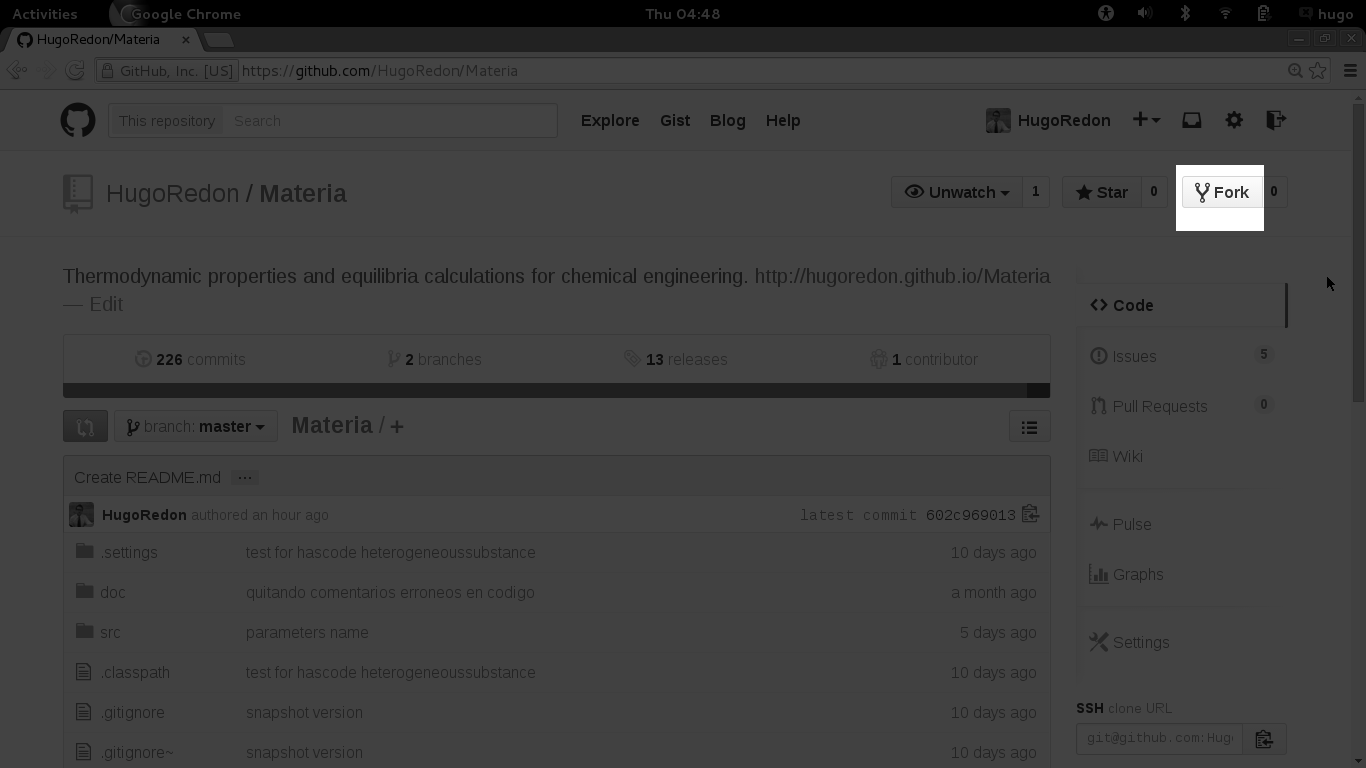 Activities Google Chrome Thu 04:48 hugo
HugoRedon/Materia ×
GitHub, Inc. [US] https://github.com/HugoRedon/Materia
This repository Search Explore Gist Blog Help HugoRedon
HugoRedon / Materia Unwatch 1 Star 0 Fork 0
Thermodynamic properties and equilibria calculations for chemical engineering. http://hugoredon.github.io/Materia
— Edit
226 commits 2 branches 13 releases 1 contributor
branch: master Materia / +
Create README.md ...
HugoRedon authored an hour ago latest commit 602c969013
.settings test for hascode heterogeneoussubstance 10 days ago
doc quitando comentarios erroneos en codigo a month ago
src parameters name 5 days ago
.classpath test for hascode heterogeneoussubstance 10 days ago
.gitignore snapshot version 10 days ago
.gitignore~ snapshot version 10 days ago
Code
Issues 5
Pull Requests 0
Wiki
Pulse
Graphs
Settings
SSH clone URL
git@github.com:Hug